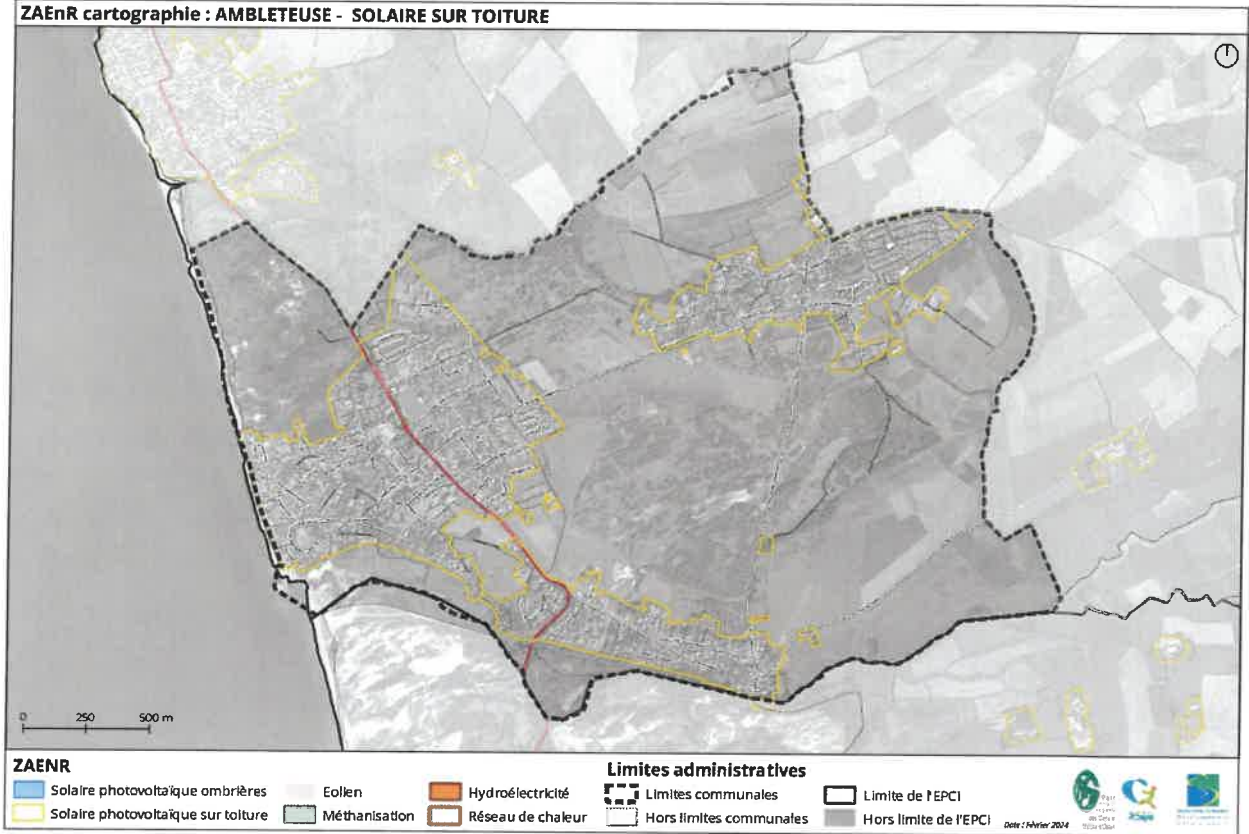 ZAEnR cartographie : AMBLETEUSE - SOLAIRE SUR TOITURE
0 250 500 m
ZAENR
Solaire photovoltaïque ombrières
Solaire photovoltaïque sur toiture
Eolien
Méthanisation
Hydroélectricité
Réseau de chaleur
Limites administratives
Limites communales
Hors limites communales
Limite de l'EPCI
Hors limite de l'EPCI
Date : Février 2024